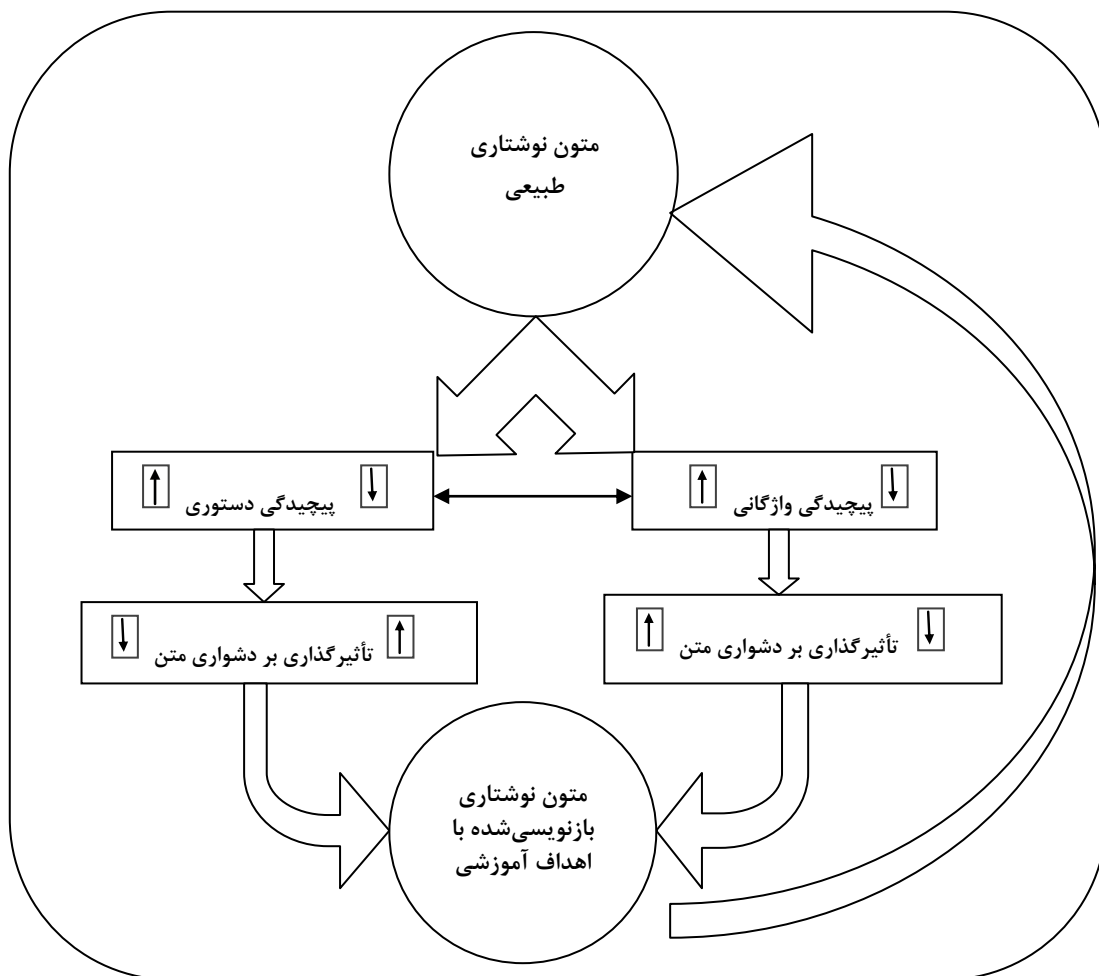 متون نوشتاری
طبیعی
پیچیدگی واژگانی
پیچیدگی دستوری
تأثیرگذاری بر دشواری متن
تأثیرگذاری بر دشواری متن
متون نوشتاری
بازنویسی‌شده با
اهداف آموزشی